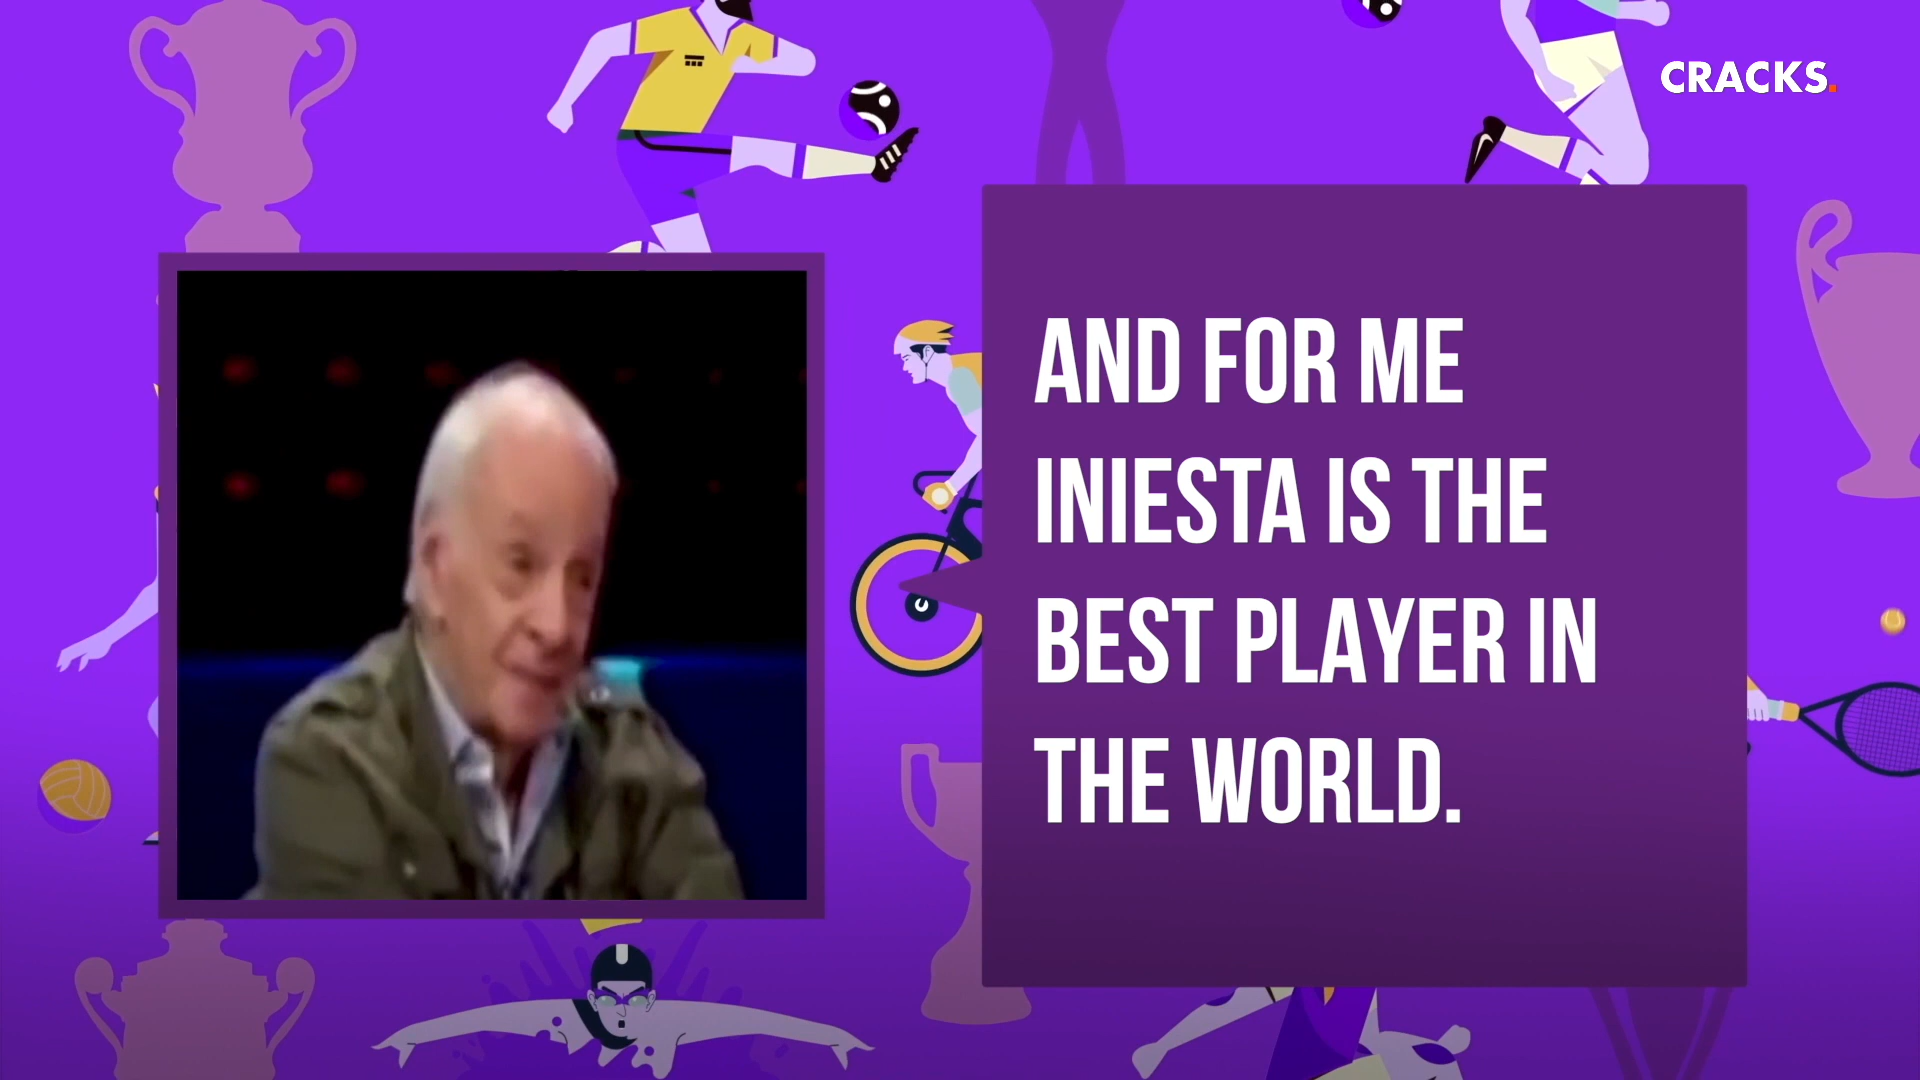 CRACKS.
AND FOR ME
INIESTA IS THE
BEST PLAYER IN
THE WORLD.